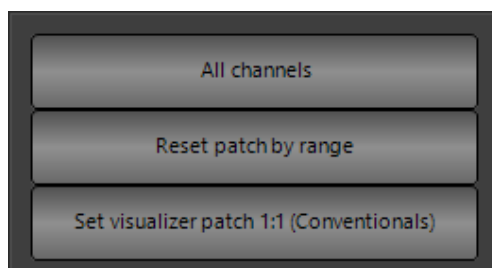 All channels
Reset patch by range
Set visualizer patch 1:1 (Conventionals)